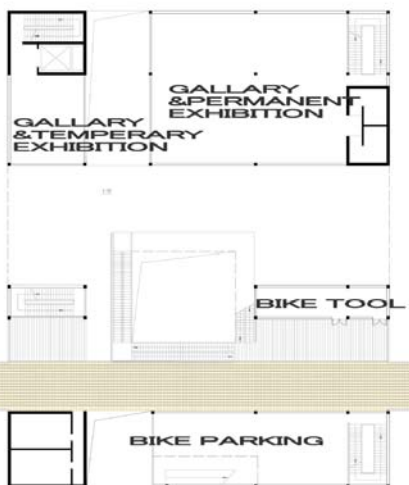 GALLARY
&PERMANENT
EXHIBITION
GALLARY
&TEMPERARY
EXHIBITION
BIKE TOOL
BIKE PARKING